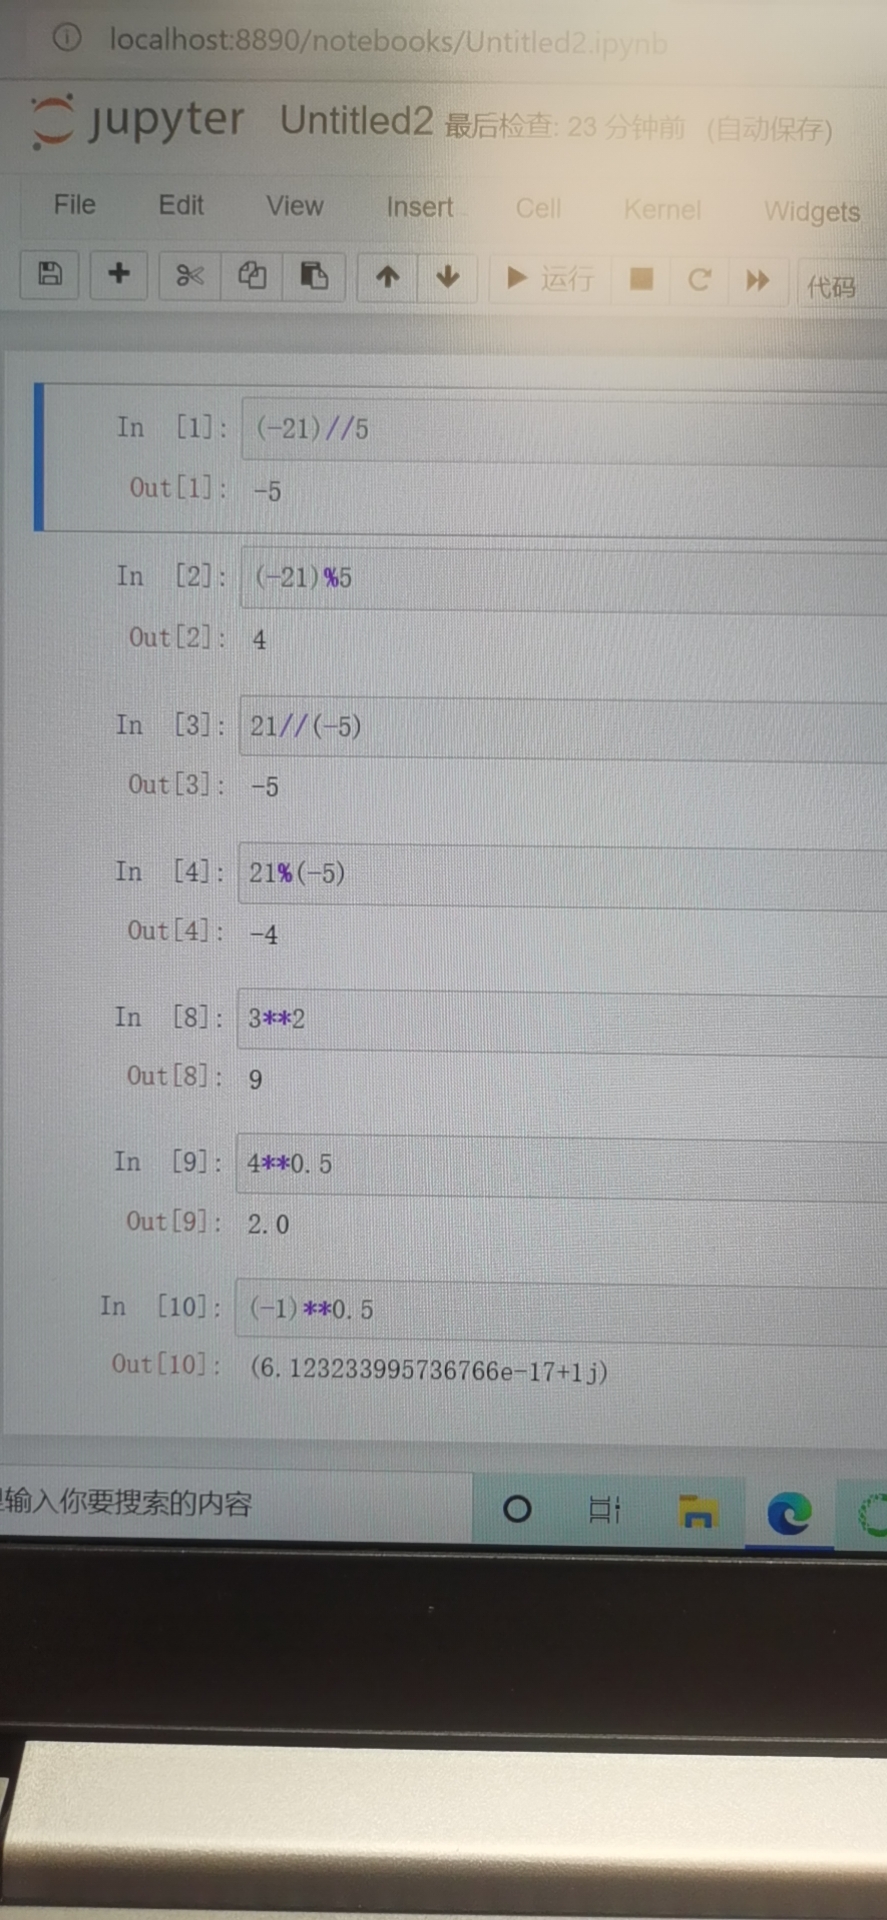 localhost:8890/notebooks/Untitled2.ipynb
jupyter Untitled2 最后检查: 23 分钟前 (自动保存)
File Edit View Insert Cell Kernel Widgets
运行 代码
In [1]: (-21)//5
Out[1]: -5
In [2]: (-21)%5
Out[2]: 4
In [3]: 21//(-5)
Out[3]: -5
In [4]: 21%(-5)
Out[4]: -4
In [8]: 3**2
Out[8]: 9
In [9]: 4**0.5
Out[9]: 2.0
In [10]: (-1)**0.5
Out[10]: (6.123233995736766e-17+1j)
输入你要搜索的内容